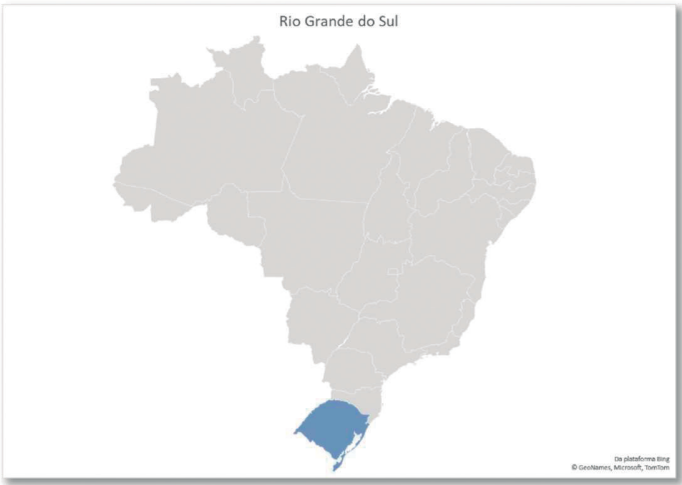 Rio Grande do Sul
Da plataforma Bing
© GeoNames, Microsoft, TomTom